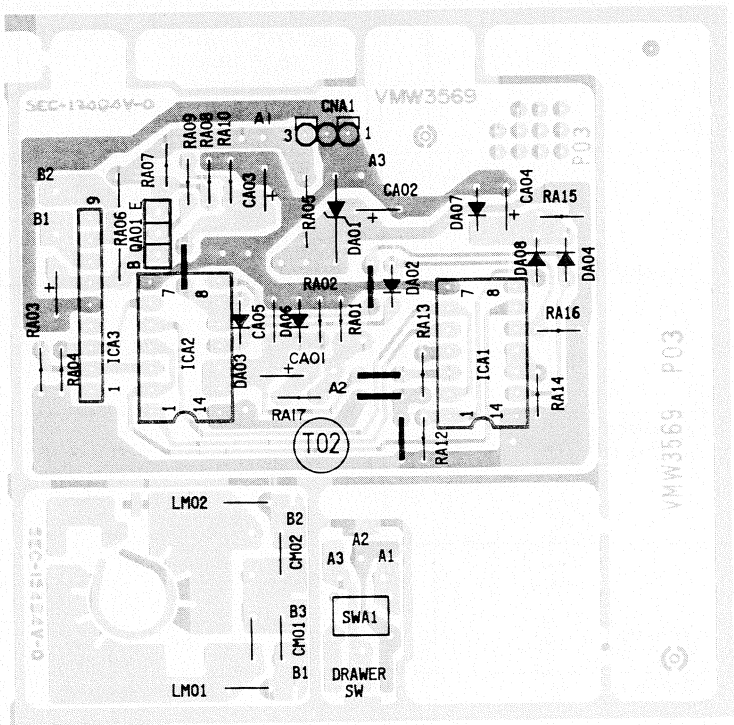 VMW3569
SEC-1
V-0
CNA1
A1
3
1
P03
RA07
RA09
RA08
RA10
A3
B2
CA03
RA05
CA02
CA04
RA15
B1
9
RA06
QA01
E
B
DA01
DA07
DA08
DA04
RA03
RA04
ICA3
1
7
8
ICA2
1
14
DA03
CA05
DA06
RA02
RA01
DA02
RA13
7
8
ICA1
1
14
RA16
CA01
A2
RA14
RA17
RA12
T02
VMW3569 P03
LM02
B2
CM02
A2
A3
A1
B3
CM01
SWA1
B1
LM01
DRAWER
SW